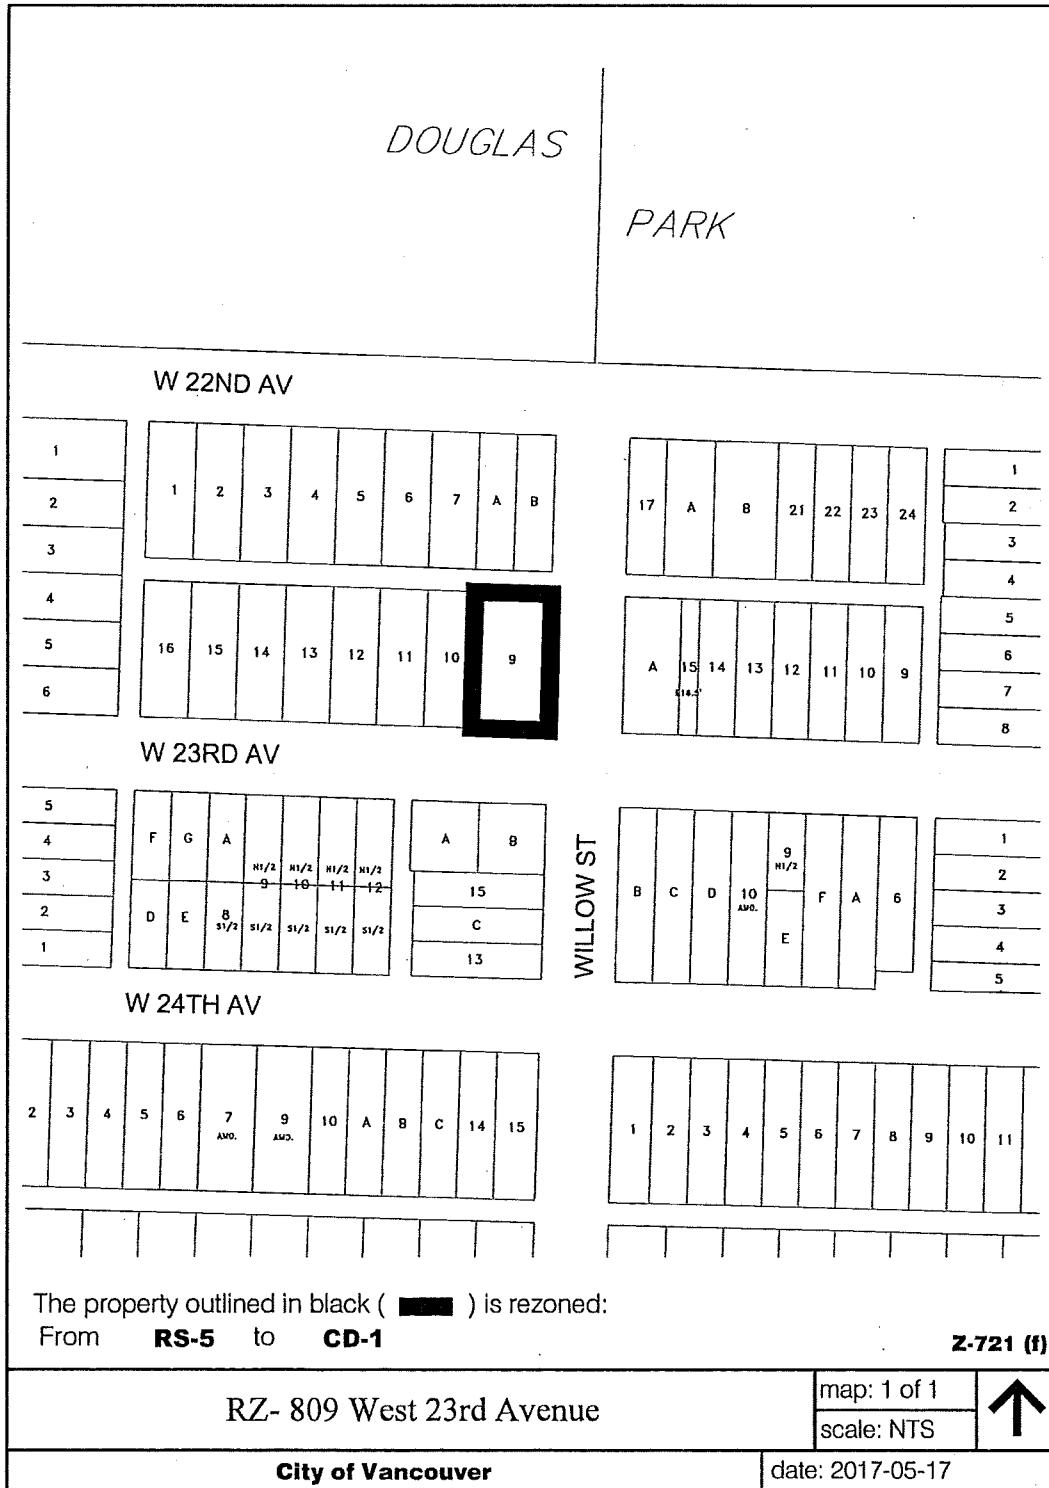 DOUGLAS
PARK
W 22ND AV
1
2
3
4
5
6
1 2 3 4 5 6 7 A B
17 A B 21 22 23 24
1
2
3
4
5
6
7
8
16 15 14 13 12 11 10 9
A 15 14 13 12 11 10 9
W 23RD AV
5
4
3
2
1
F G A
N1/2 N1/2 N1/2 N1/2
9 10 11 12
D E 8
S1/2 S1/2 S1/2 S1/2 S1/2
A B
15
C
13
WILLOW ST
B C D 10 9 F A 6
AMD. N1/2
E
1
2
3
4
5
W 24TH AV
2 3 4 5 6 7 9 10 A B C 14 15
AMD. AMD.
1 2 3 4 5 6 7 8 9 10 11
The property outlined in black ( ) is rezoned:
From RS-5 to CD-1
Z-721 (f)
RZ- 809 West 23rd Avenue
map: 1 of 1
scale: NTS
City of Vancouver
date: 2017-05-17